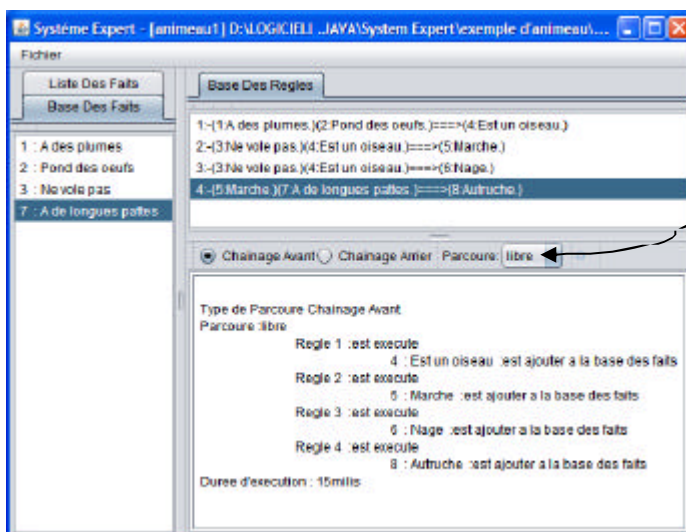 Système Expert - [animeau1] D:\LOGICIELI ..JAVA\System Expert\exemple d'animeau\....
Fichier
Liste Des Faits
Base Des Faits
1 : A des plumes
2 : Pond des oeufs
3 : Ne vole pas
7 : A de longues pattes
Base Des Regles
1:-(1:A des plumes.)(2:Pond des oeufs.)===>(4:Est un oiseau.)
2:-(3:Ne vole pas.)(4:Est un oiseau.)===>(5:Marche.)
3:-(3:Ne vole pas.)(4:Est un oiseau.)===>(6:Nage.)
4:-(5:Marche.)(7:A de longues pattes.)===>(8:Autruche.)
Chainage Avant Chainage Arrier Parcoure: libre
Type de Parcoure Chainage Avant
Parcoure :libre
Regle 1 :est execute
4 : Est un oiseau :est ajouter a la base des faits
Regle 2 :est execute
5 : Marche :est ajouter a la base des faits
Regle 3 :est execute
6 : Nage :est ajouter a la base des faits
Regle 4 :est execute
8 : Autruche :est ajouter a la base des faits
Duree d'execution : 15milis